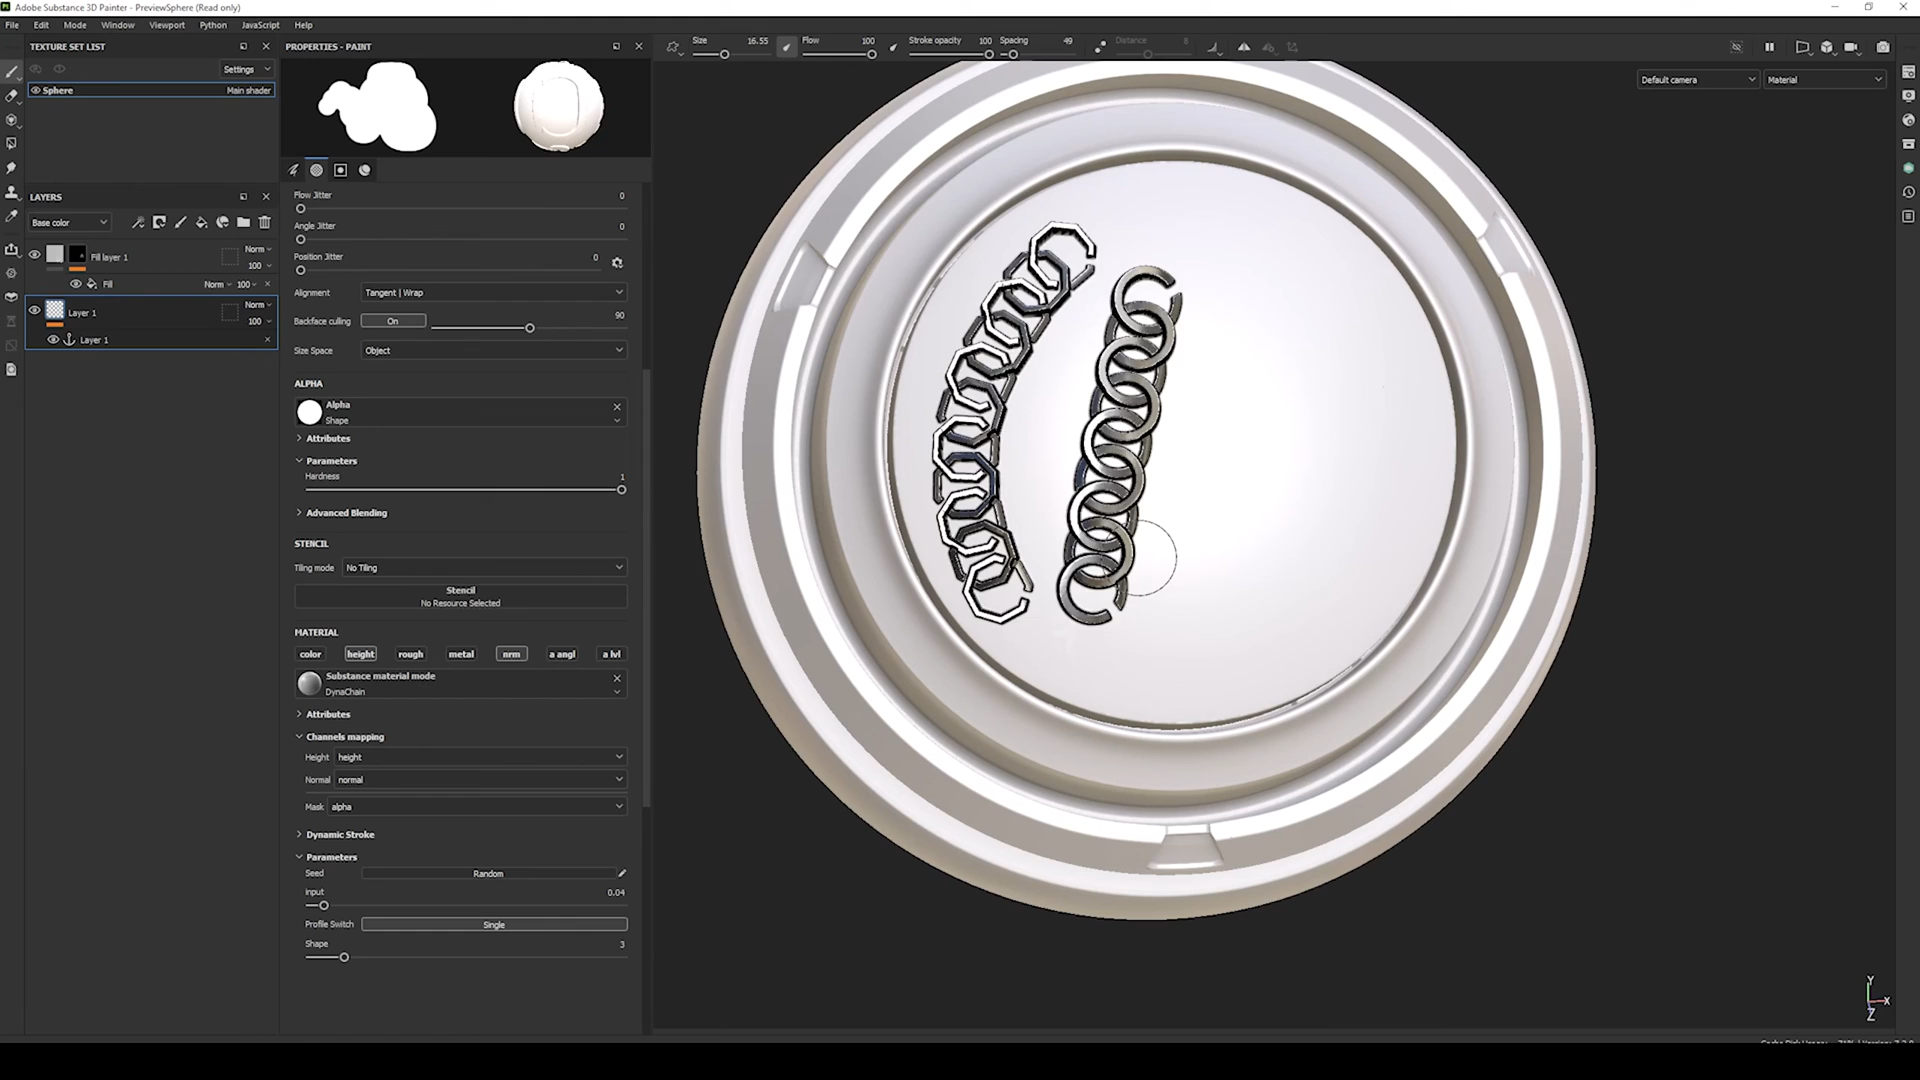 Adobe Substance 3D Painter - PreviewSphere (Read only)
File Edit Mode Window Viewport Python JavaScript Help
TEXTURE SET LIST
Settings
Sphere Main shader
LAYERS
Base color
Fill layer 1 Norm 100
Fill Norm 100
Layer 1 Norm 100
Layer 1
PROPERTIES - PAINT
Flow Jitter 0
Angle Jitter 0
Position Jitter 0
Alignment Tangent | Wrap
Backface culling On 90
Size Space Object
ALPHA
Alpha
Shape
Attributes
Parameters
Hardness 1
Advanced Blending
STENCIL
Tiling mode No Tiling
Stencil
No Resource Selected
MATERIAL
color height rough metal nrm a angl a lvl
Substance material mode
DynaChain
Attributes
Channels mapping
Height height
Normal normal
Mask alpha
Dynamic Stroke
Parameters
Seed Random
input 0.04
Profile Switch Single
Shape 3
Size 16.55 Flow 100 Stroke opacity 100 Spacing 49 Distance 8
Default camera Material
Y
X
Z